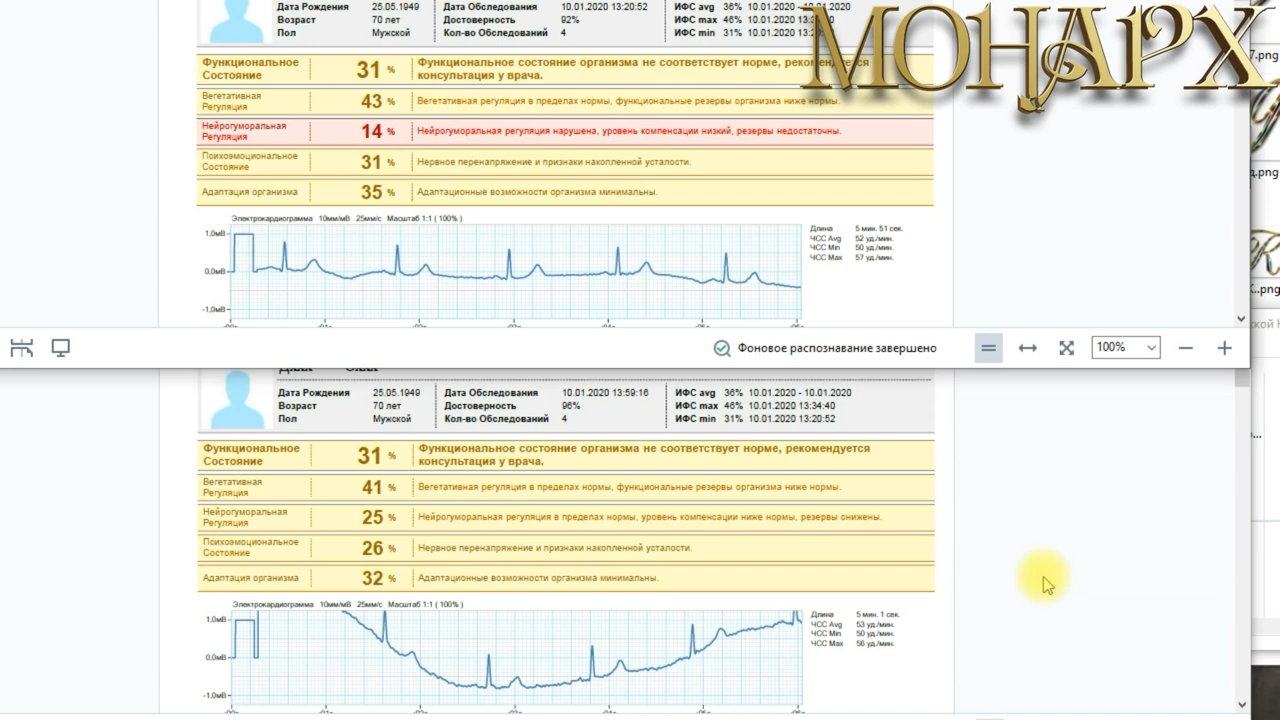 МОНАРХ
Дата Рождения 25.05.1949 Дата Обследования 10.01.2020 13:20:52 ИФС avg 36% 10.01.2020 - 10.01.2020
Возраст 70 лет Достоверность 92% ИФС max 46% 10.01.2020
Пол Мужской Кол-во Обследований 4 ИФС min 31% 10.01.2020
Функциональное Состояние 31 % Функциональное состояние организма не соответствует норме, рекомендуется консультация у врача.
Вегетативная Регуляция 43 % Вегетативная регуляция в пределах нормы, функциональные резервы организма ниже нормы.
Нейрогуморальная Регуляция 14 % Нейрогуморальная регуляция нарушена, уровень компенсации низкий, резервы недостаточны.
Психоэмоциональное Состояние 31 % Нервное перенапряжение и признаки накопленной усталости.
Адаптация организма 35 % Адаптационные возможности организма минимальны.
Электрокардиограмма 10мм/мВ 25мм/с Масштаб 1:1 ( 100% )
1,0мВ
0.0мВ
-1,0мВ
Длина 5 мин. 51 сек.
ЧСС Avg 52 уд./мин.
ЧСС Min 50 уд./мин.
ЧСС Max 57 уд./мин.
7.png
д.png
К..png
Фоновое распознавание завершено 100%
Дата Рождения 25.05.1949 Дата Обследования 10.01.2020 13:59:16 ИФС avg 36% 10.01.2020 - 10.01.2020
Возраст 70 лет Достоверность 96% ИФС max 46% 10.01.2020 13:34:40
Пол Мужской Кол-во Обследований 4 ИФС min 31% 10.01.2020 13:20:52
Функциональное Состояние 31 % Функциональное состояние организма не соответствует норме, рекомендуется консультация у врача.
Вегетативная Регуляция 41 % Вегетативная регуляция в пределах нормы, функциональные резервы организма ниже нормы.
Нейрогуморальная Регуляция 25 % Нейрогуморальная регуляция в пределах нормы, уровень компенсации ниже нормы, резервы снижены.
Психоэмоциональное Состояние 26 % Нервное перенапряжение и признаки накопленной усталости.
Адаптация организма 32 % Адаптационные возможности организма минимальны.
Электрокардиограмма 10мм/мВ 25мм/с Масштаб 1:1 ( 100% )
1,0мВ
0.0мВ
-1,0мВ
Длина 5 мин. 1 сек.
ЧСС Avg 53 уд./мин.
ЧСС Min 50 уд./мин.
ЧСС Max 56 уд./мин.